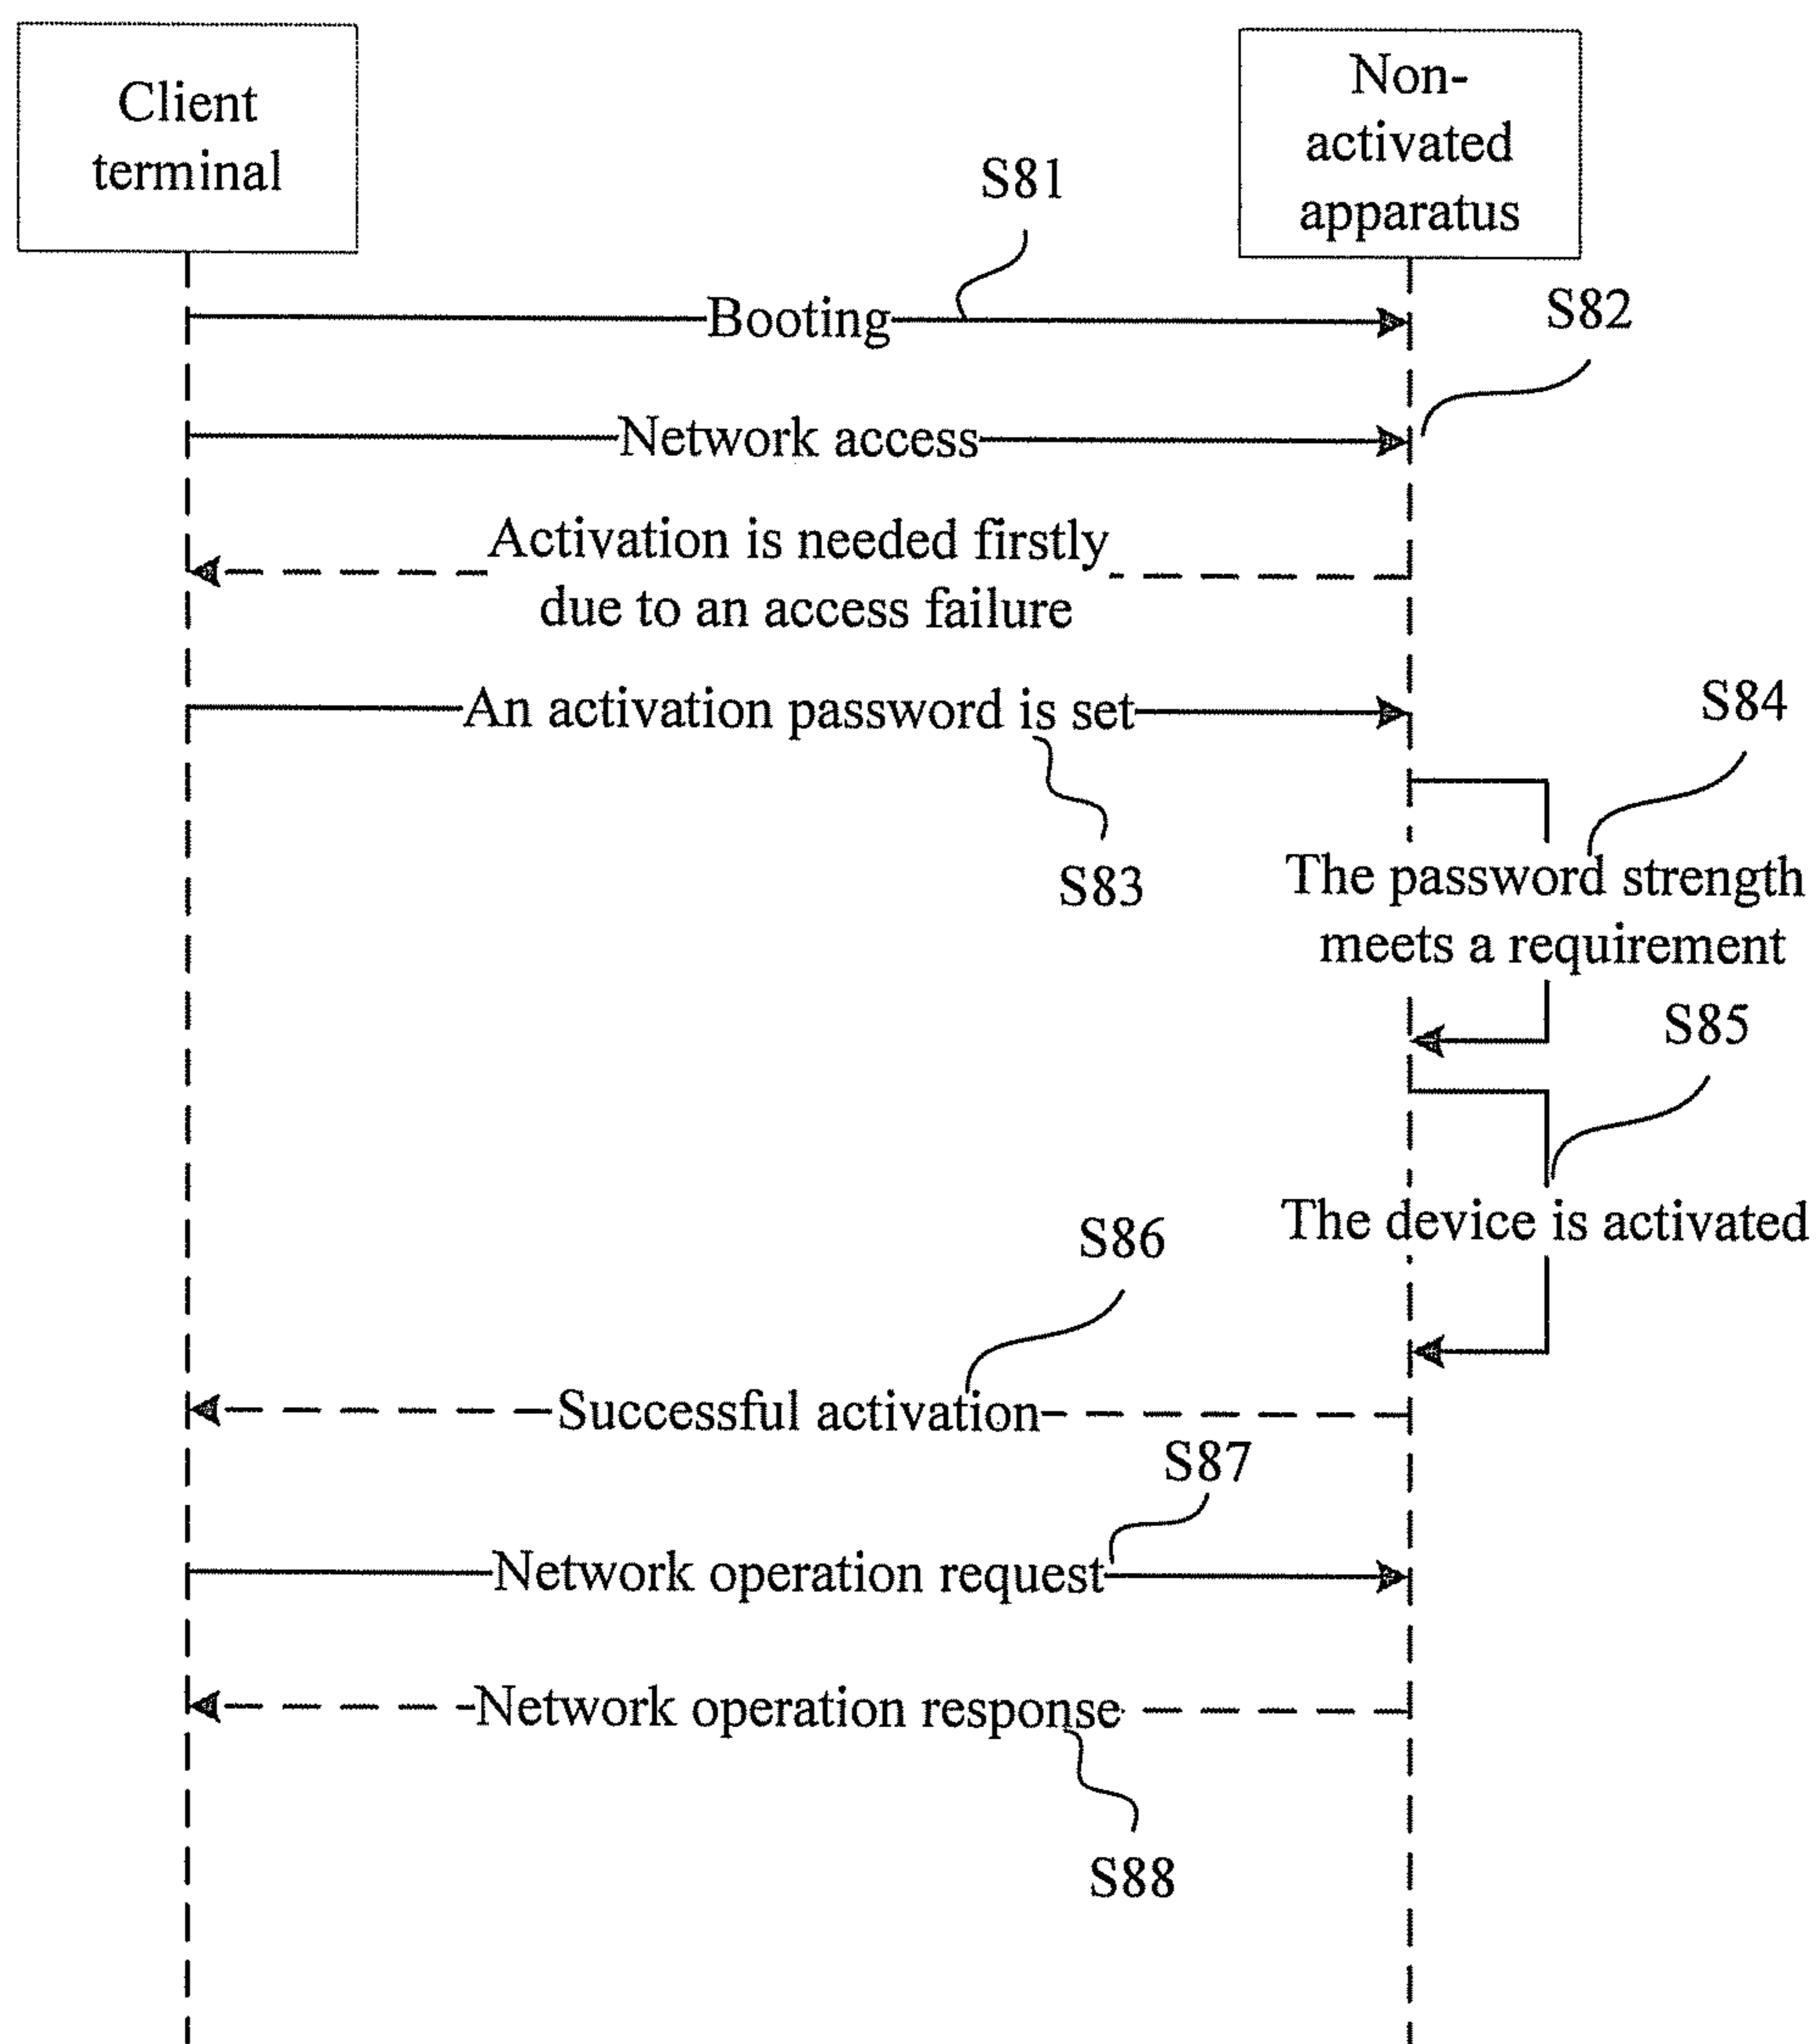 Client
terminal
Non-
activated
apparatus
S81
Booting
S82
Network access
Activation is needed firstly
due to an access failure
An activation password is set
S83
S84
The password strength
meets a requirement
S85
The device is activated
S86
Successful activation
S87
Network operation request
Network operation response
S88